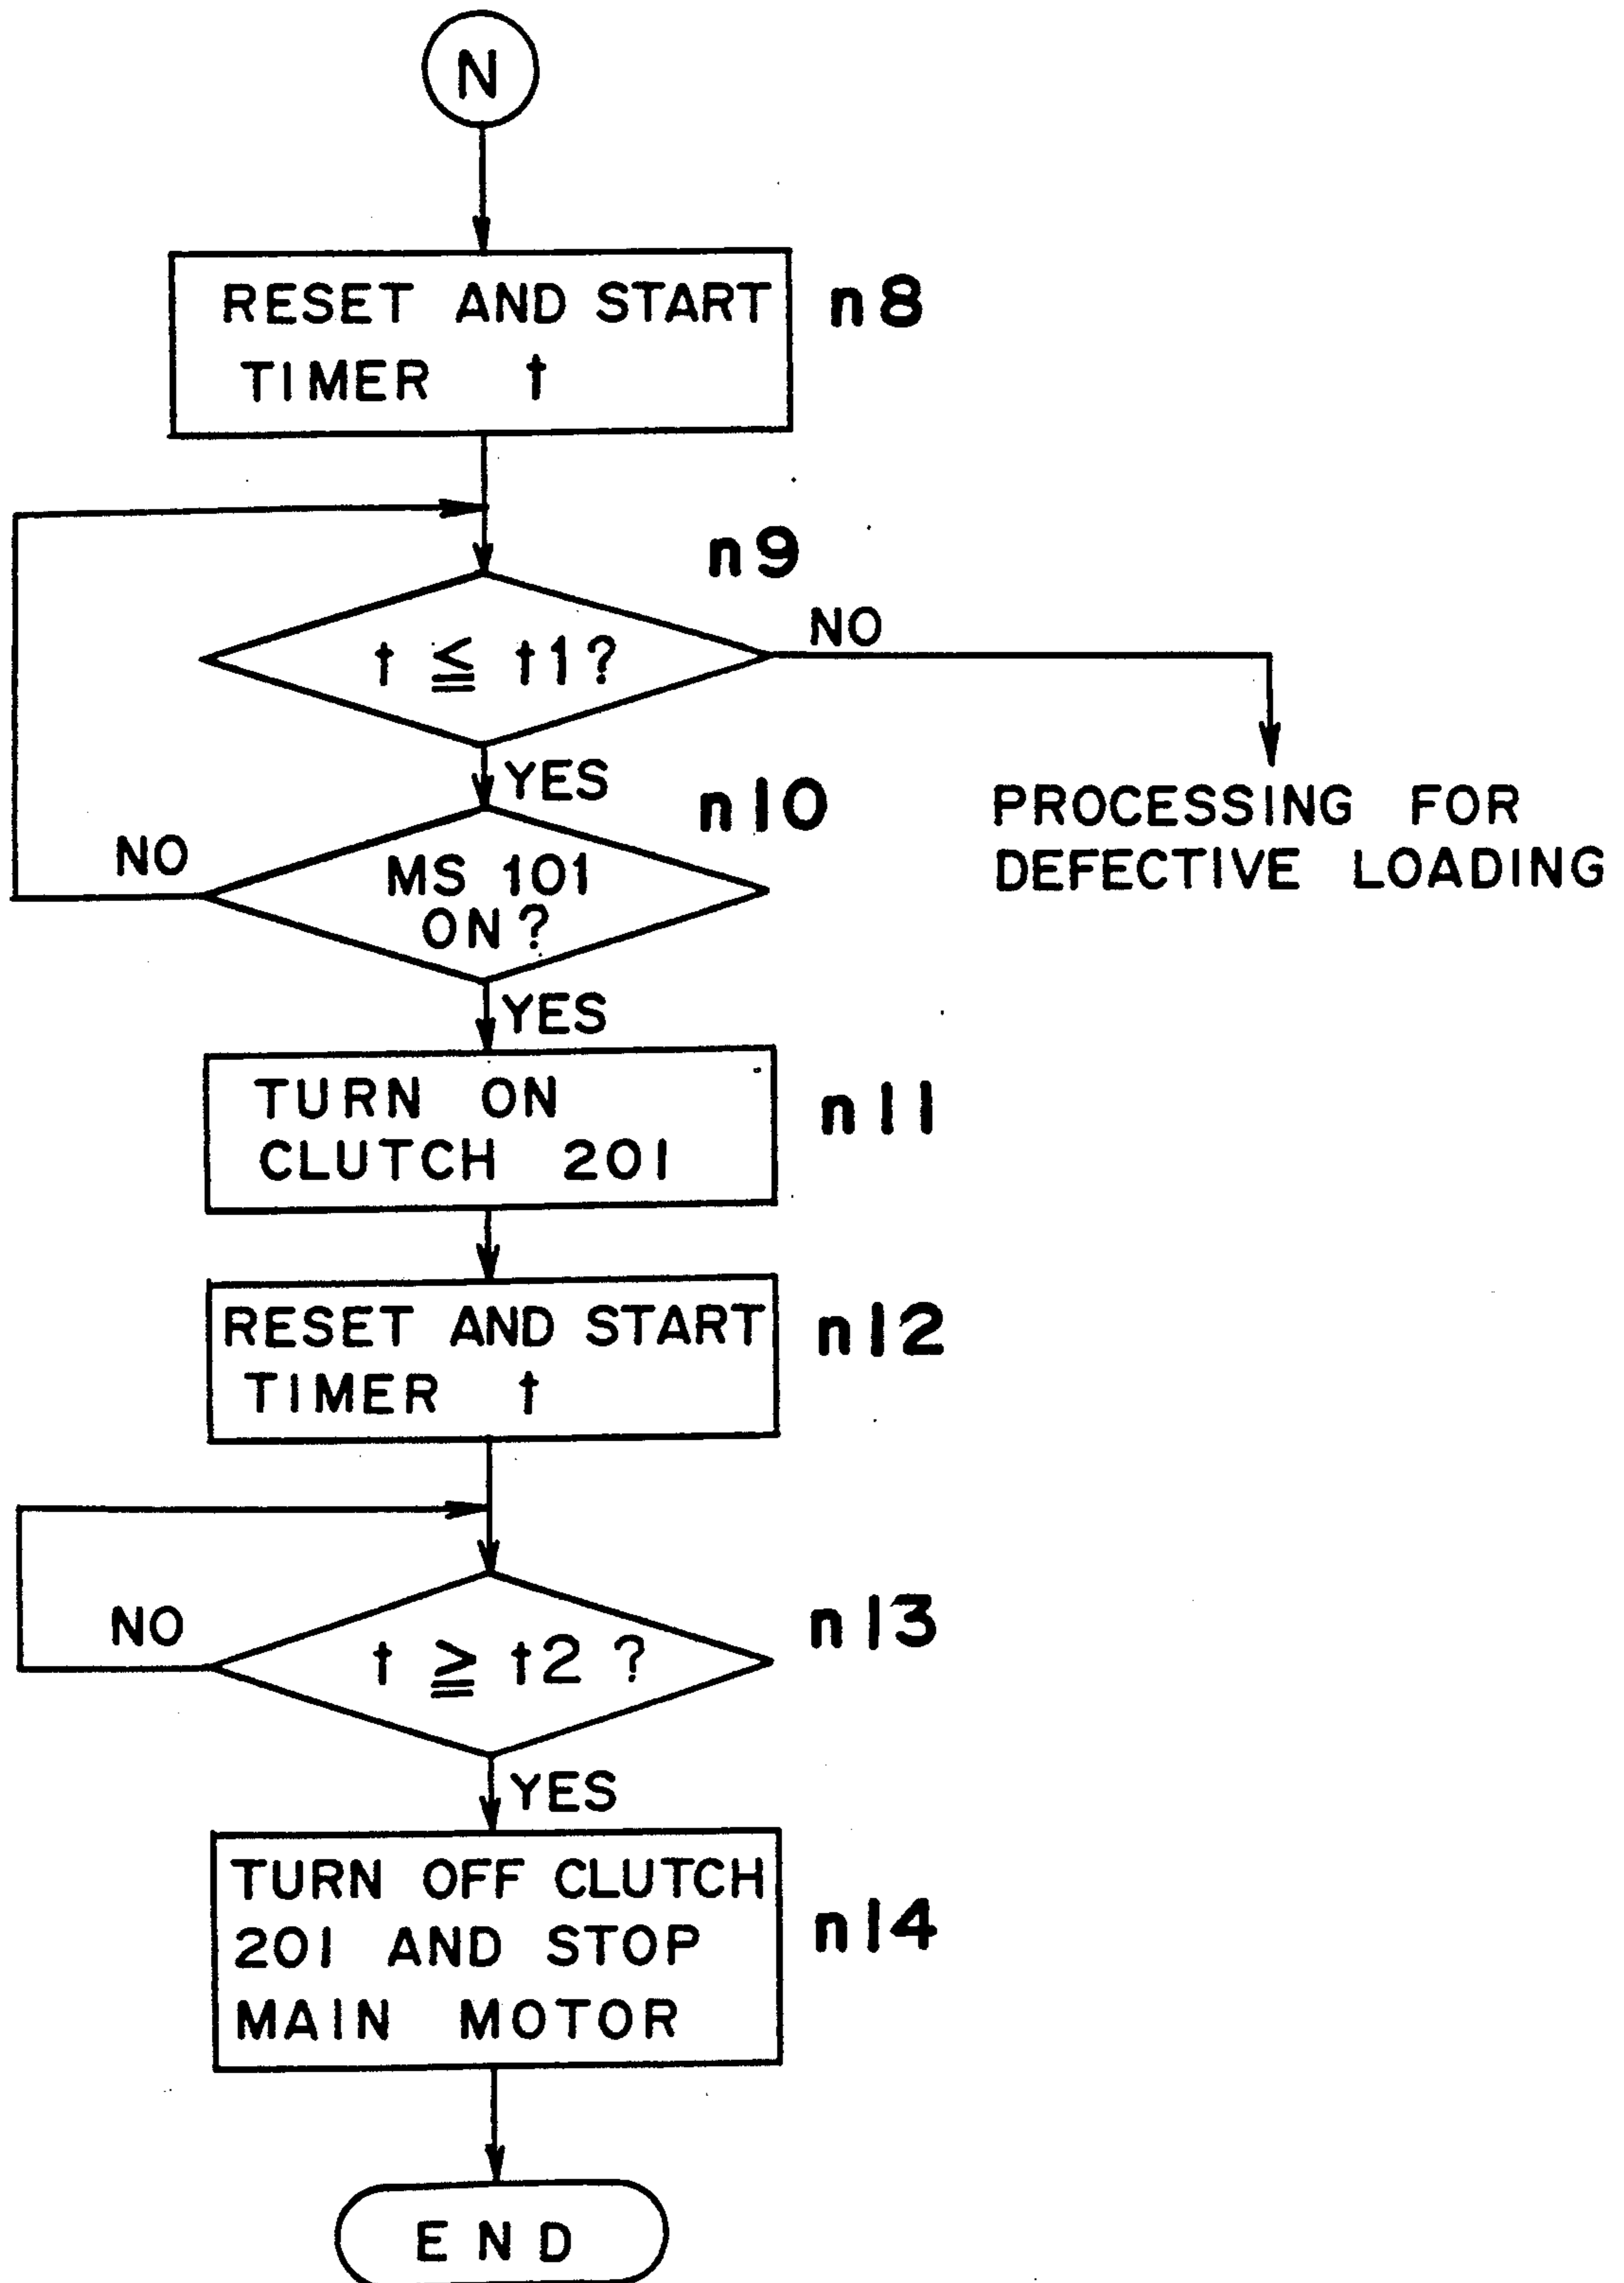 N
RESET AND START
TIMER t
n8
n9
t ≦ t1?
NO
YES
PROCESSING FOR
DEFECTIVE LOADING
n10
NO
MS 101
ON?
YES
TURN ON
CLUTCH 201
n11
RESET AND START
TIMER t
n12
n13
NO
t ≧ t2 ?
YES
TURN OFF CLUTCH
201 AND STOP
MAIN MOTOR
n14
END